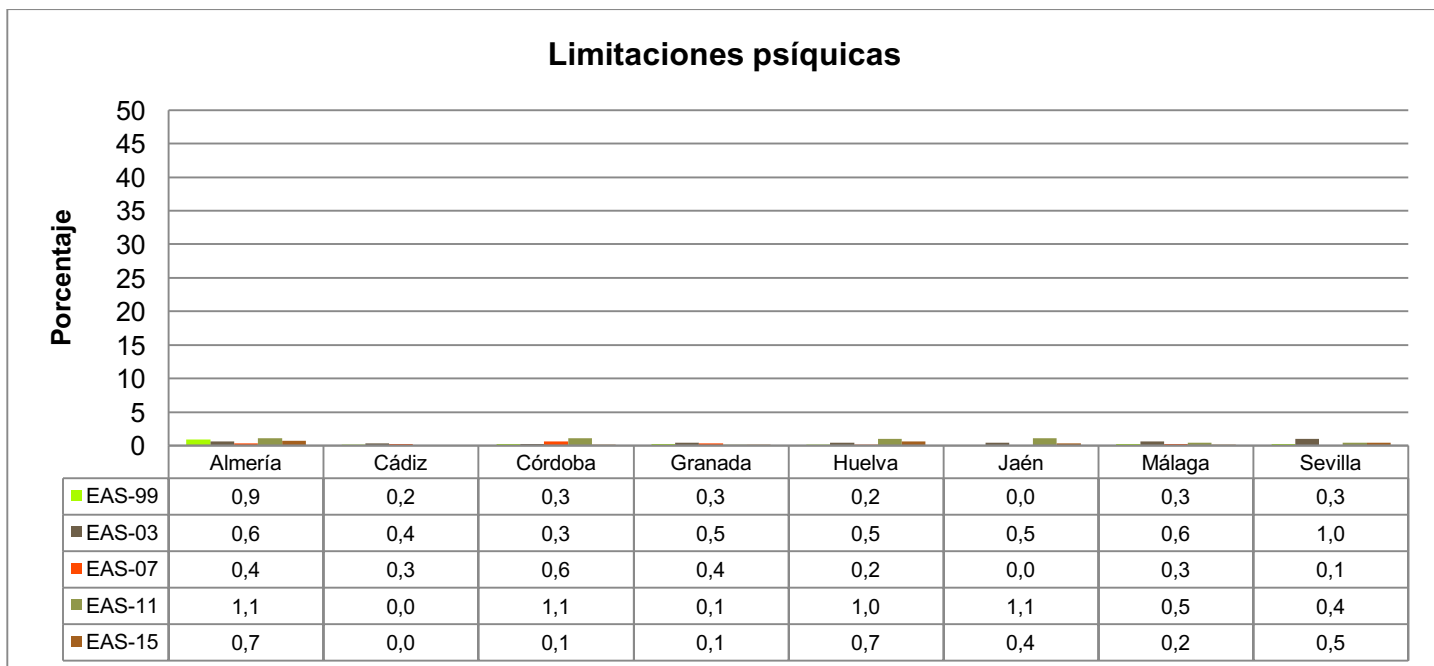 Limitaciones psíquicas
Porcentaje
50
45
40
35
30
25
20
15
10
5
0
Almería Cádiz Córdoba Granada Huelva Jaén Málaga Sevilla
EAS-99 0,9 0,2 0,3 0,3 0,2 0,0 0,3 0,3
EAS-03 0,6 0,4 0,3 0,5 0,5 0,5 0,6 1,0
EAS-07 0,4 0,3 0,6 0,4 0,2 0,0 0,3 0,1
EAS-11 1,1 0,0 1,1 0,1 1,0 1,1 0,5 0,4
EAS-15 0,7 0,0 0,1 0,1 0,7 0,4 0,2 0,5